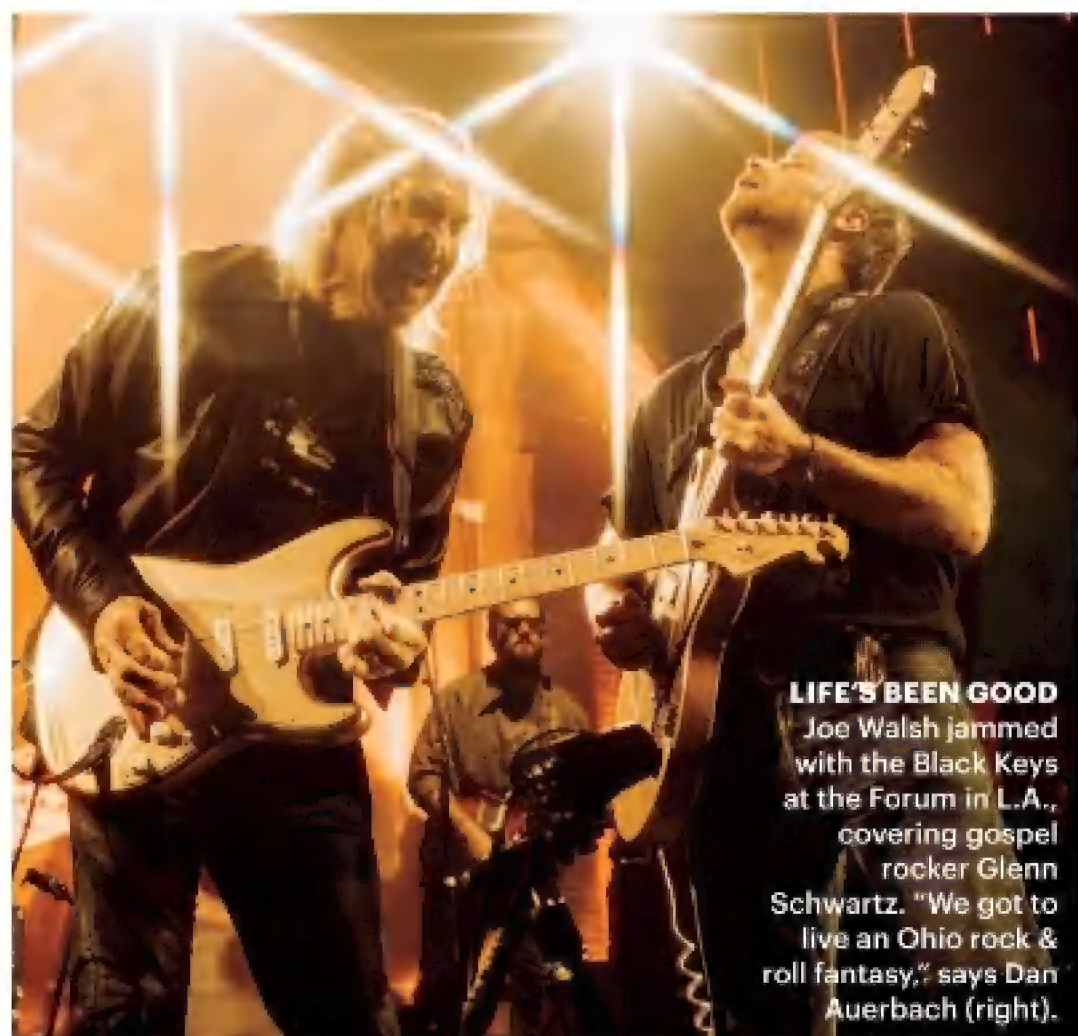 LIFE'S BEEN GOOD
Joe Walsh jammed
with the Black Keys
at the Forum in L.A.,
covering gospel
rocker Glenn
Schwartz. "We got to
live an Ohio rock &
roll fantasy," says Dan
Auerbach (right).